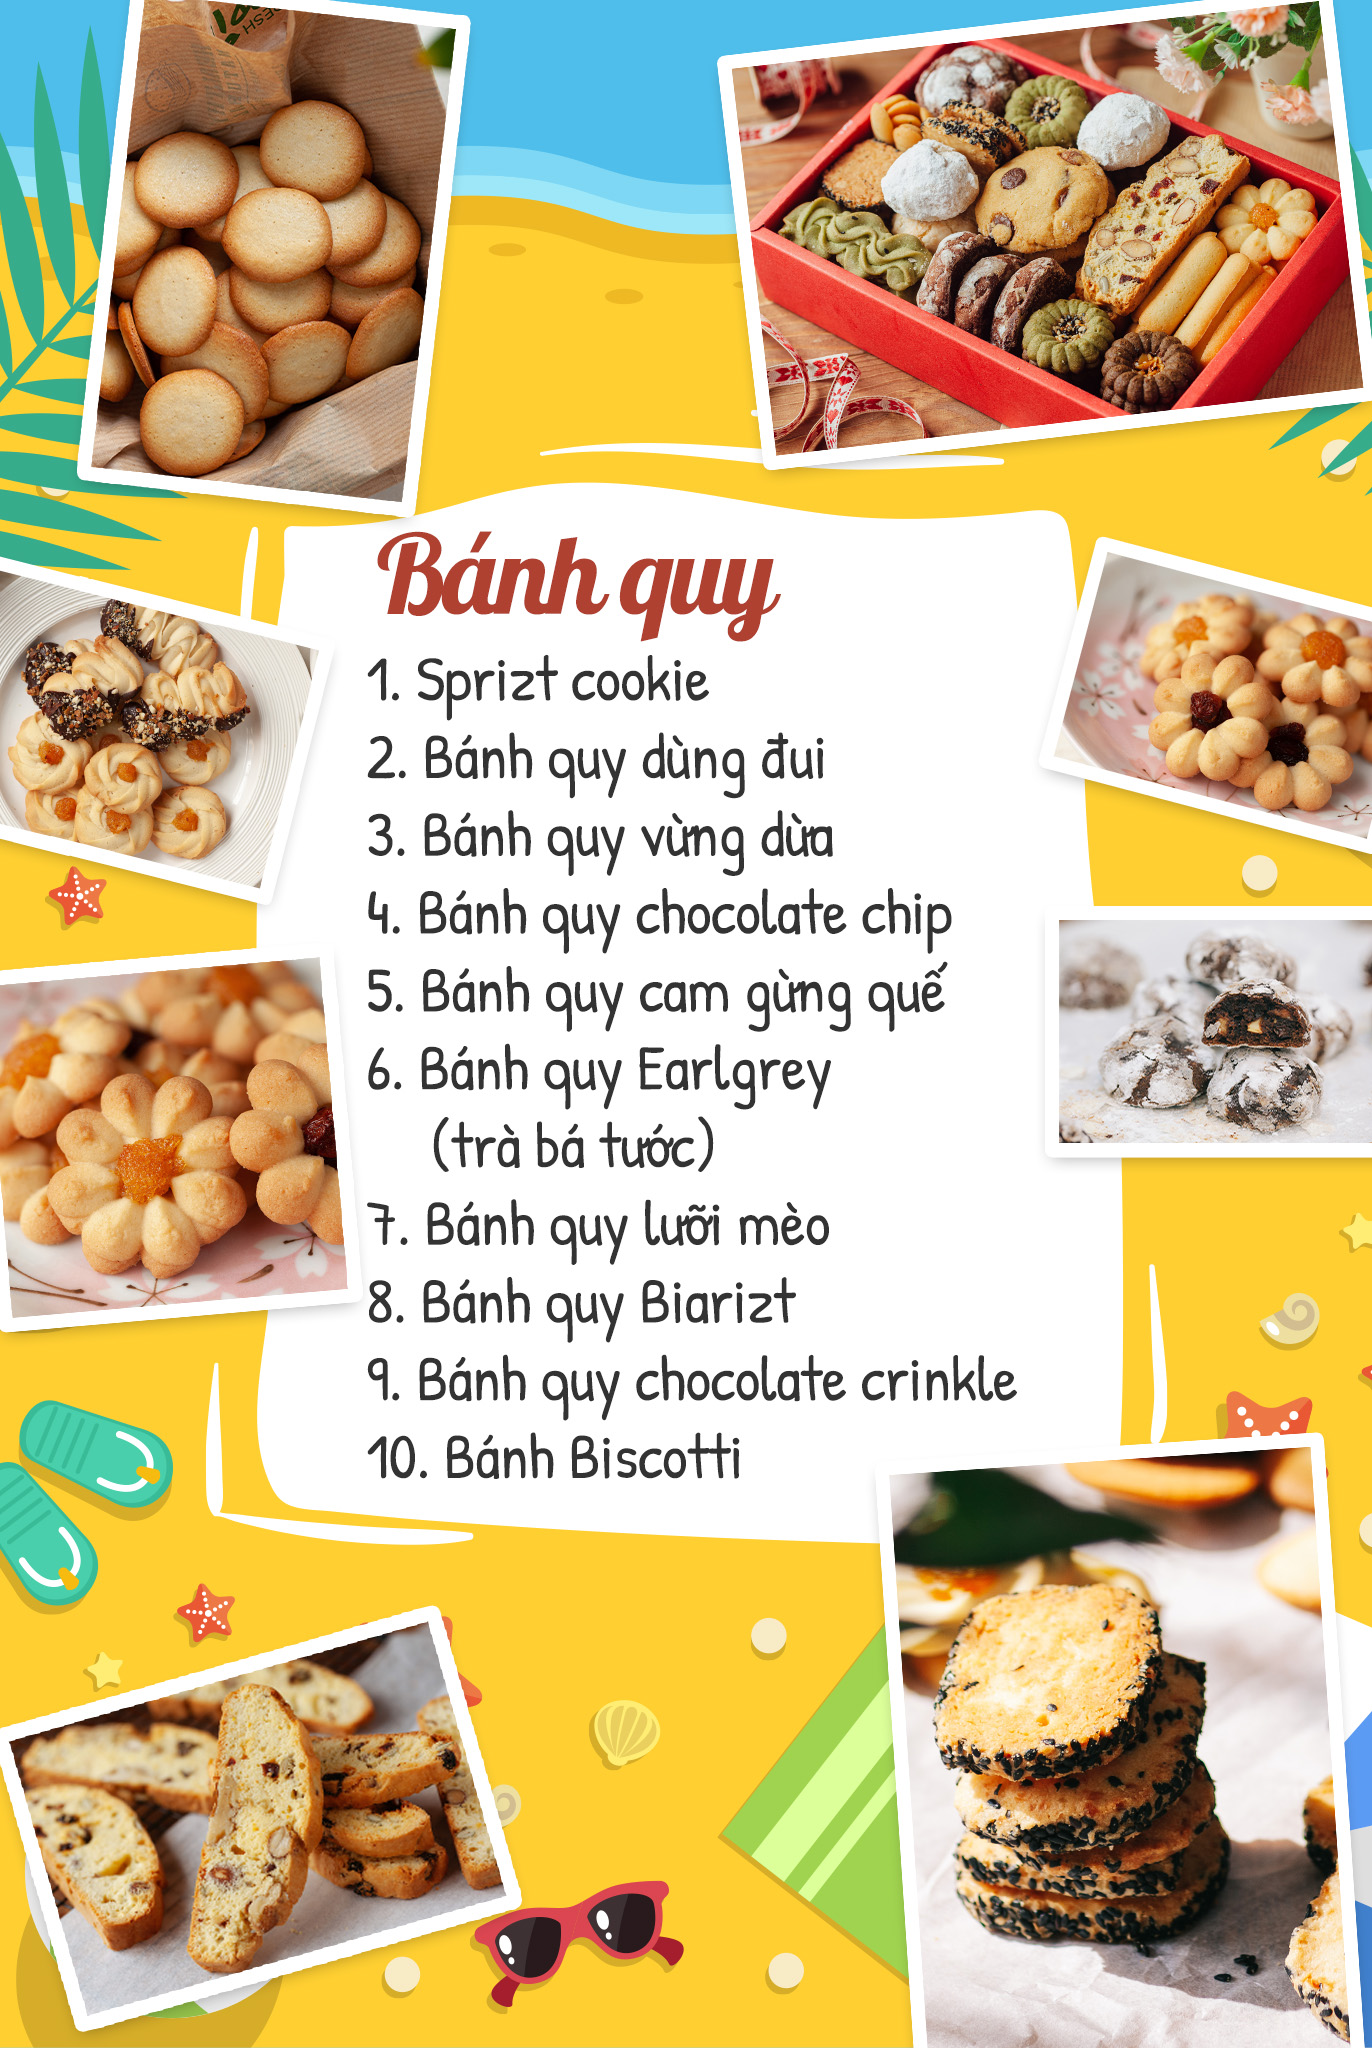 Bánh quy
1. Sprizt cookie
2. Bánh quy dùng đui
3. Bánh quy vừng dừa
4. Bánh quy chocolate chip
5. Bánh quy cam gừng quế
6. Bánh quy Earlgrey
(trà bá tước)
7. Bánh quy lưỡi mèo
8. Bánh quy Biarizt
9. Bánh quy chocolate crinkle
10. Bánh Biscotti